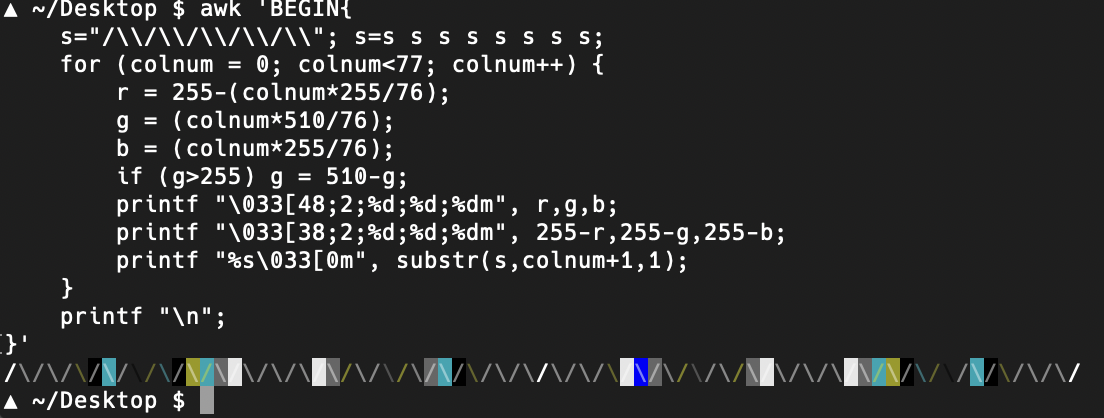 ▲ ~/Desktop $ awk 'BEGIN{
    s="/\\/\\/\\/\\/\\"; s=s s s s s s s s;
    for (colnum = 0; colnum<77; colnum++) {
        r = 255-(colnum*255/76);
        g = (colnum*510/76);
        b = (colnum*255/76);
        if (g>255) g = 510-g;
        printf "\033[48;2;%d;%d;%dm", r,g,b;
        printf "\033[38;2;%d;%d;%dm", 255-r,255-g,255-b;
        printf "%s\033[0m", substr(s,colnum+1,1);
    }
    printf "\n";
[}'
/\/\/\/\/\/\/\/\/\/\/\/\/\/\/\/\/\/\/\/\/\/\/\/\/\/\/\/\/\/\/\/\/\/\/\/\/\/\/
▲ ~/Desktop $